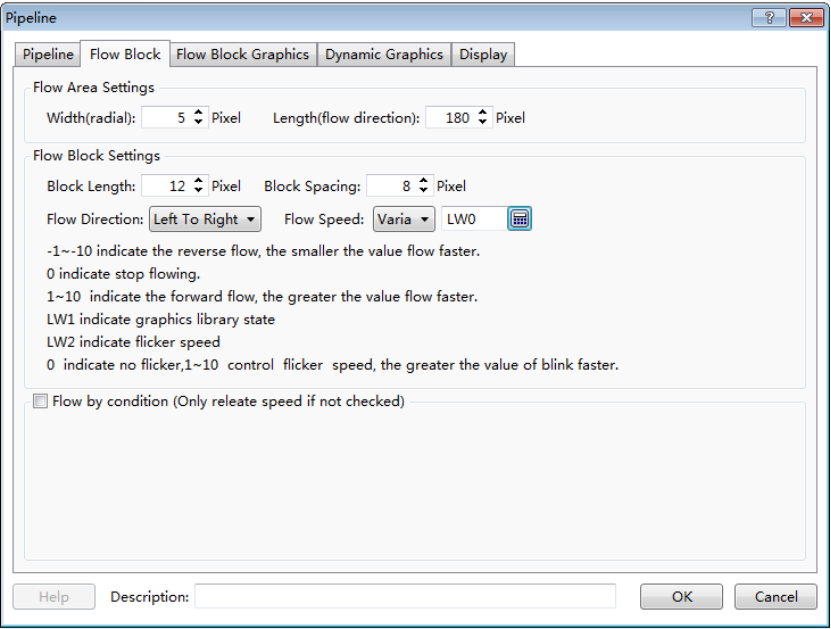 Pipeline
Pipeline Flow Block Flow Block Graphics Dynamic Graphics Display
Flow Area Settings
Width(radial): 5 Pixel Length(flow direction): 180 Pixel
Flow Block Settings
Block Length: 12 Pixel Block Spacing: 8 Pixel
Flow Direction: Left To Right Flow Speed: Varia LW0
-1~-10 indicate the reverse flow, the smaller the value flow faster.
0 indicate stop flowing.
1~10  indicate the forward flow, the greater the value flow faster.
LW1 indicate graphics library state
LW2 indicate flicker speed
0  indicate no flicker,1~10  control  flicker  speed, the greater the value of blink faster.
Flow by condition (Only releate speed if not checked)
Help Description: OK Cancel